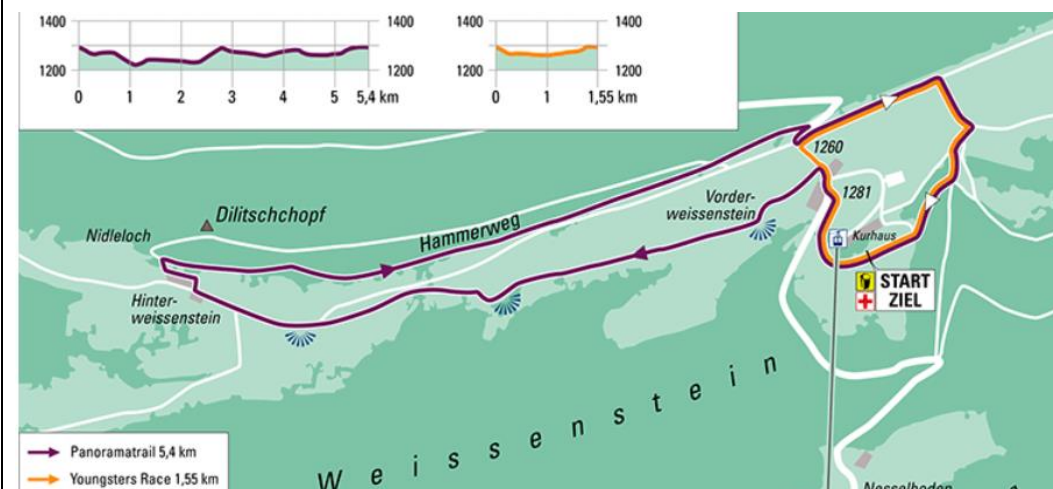 1400
1400
1200
1200
0
1
2
3
4
5
5,4 km
1400
1400
1200
1200
0
1
1,55 km
1260
1281
Vorder-
weissenstein
Dilitschchopf
Hammerweg
Nidleloch
Kurhaus
START
ZIEL
Hinter-
weissenstein
Weissenstein
Panoramatrail 5,4 km
Youngsters Race 1,55 km